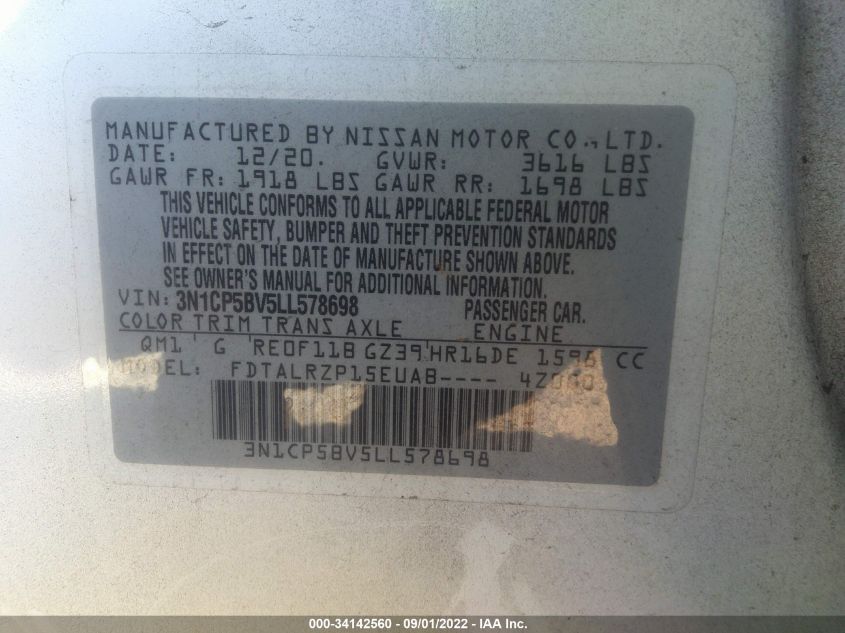 MANUFACTURED BY NISSAN MOTOR CO., LTD.
DATE: 12/20. GVWR: 3616 LBS
GAWR FR: 1918 LBS GAWR RR: 1698 LBS
THIS VEHICLE CONFORMS TO ALL APPLICABLE FEDERAL MOTOR
VEHICLE SAFETY, BUMPER AND THEFT PREVENTION STANDARDS
IN EFFECT ON THE DATE OF MANUFACTURE SHOWN ABOVE.
SEE OWNER'S MANUAL FOR ADDITIONAL INFORMATION.
VIN: 3N1CP5BV5LL578698 PASSENGER CAR.
COLOR TRIM TRANS AXLE ENGINE
QM1 G RE0F11B GZ39 HR16DE 1596 CC
MODEL: FDTALRZP15EUAB----
3N1CP5BV5LL578698
000-34142560 - 09/01/2022 - IAA Inc.